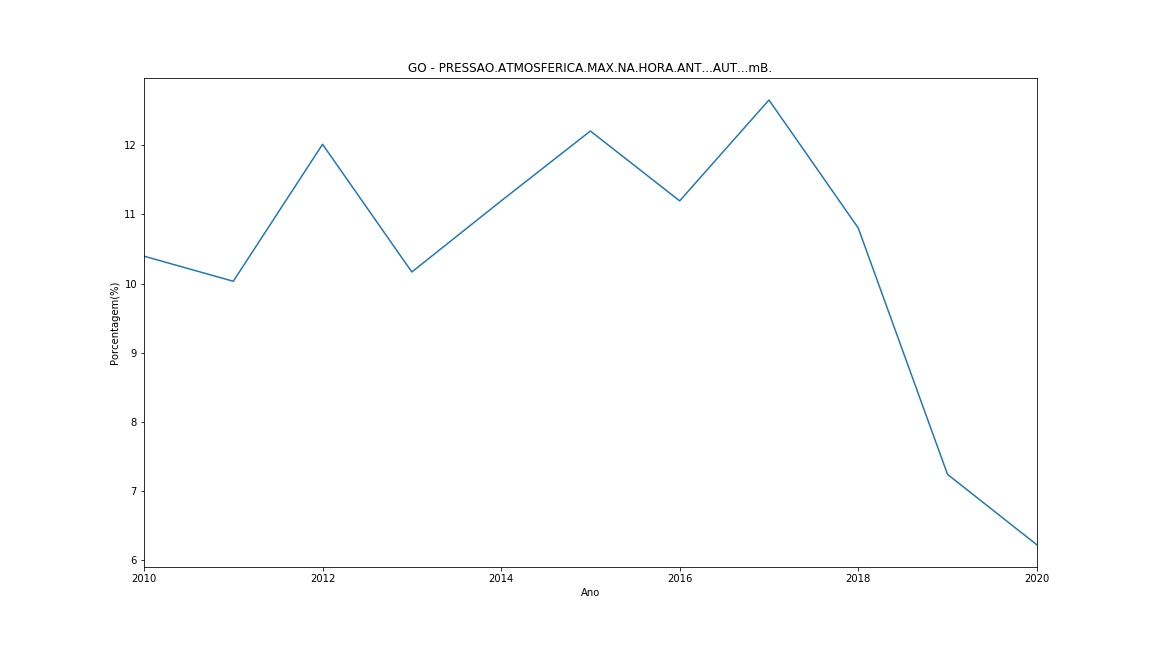 GO - PRESSAO.ATMOSFERICA.MAX.NA.HORA.ANT...AUT...mB.
12
11
10
9
8
7
6
Porcentagem(%)
2010 2012 2014 2016 2018 2020
Ano